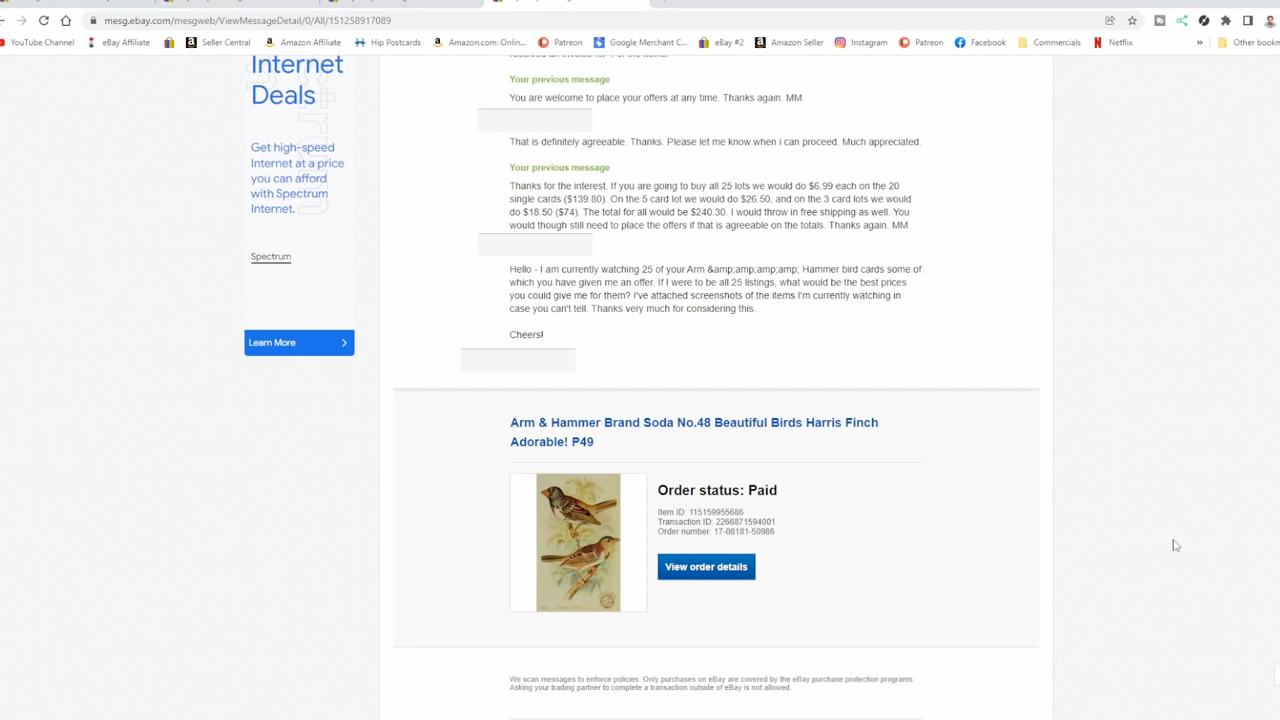 mesg.ebay.com/mesgweb/ViewMessageDetail/0/All/151258917089
YouTube Channel eBay Affiliate Seller Central Amazon Affiliate Hip Postcards Amazon.com: Onlin... Patreon Google Merchant C... eBay #2 Amazon Seller Instagram Patreon Facebook Commercials Netflix » Other bookm
Internet
Deals
Get high-speed
Internet at a price
you can afford
with Spectrum
Internet.
Spectrum
Learn More
Your previous message
You are welcome to place your offers at any time. Thanks again. MM
That is definitely agreeable. Thanks. Please let me know when i can proceed. Much appreciated.
Your previous message
Thanks for the interest. If you are going to buy all 25 lots we would do $6.99 each on the 20
single cards ($139.80). On the 5 card lot we would do $26.50, and on the 3 card lots we would
do $18.50 ($74). The total for all would be $240.30. I would throw in free shipping as well. You
would though still need to place the offers if that is agreeable on the totals. Thanks again. MM
Hello - I am currently watching 25 of your Arm &amp;amp,amp,amp; Hammer bird cards some of
which you have given me an offer. If I were to be all 25 listings, what would be the best prices
you could give me for them? I've attached screenshots of the items I'm currently watching in
case you can't tell. Thanks very much for considering this.
Cheers!
Arm & Hammer Brand Soda No.48 Beautiful Birds Harris Finch
Adorable! P49
Order status: Paid
Item ID: 115159955686
Transaction ID: 2266871594001
Order number: 17-08181-50986
View order details
We scan messages to enforce policies. Only purchases on eBay are covered by the eBay purchase protection programs.
Asking your trading partner to complete a transaction outside of eBay is not allowed.